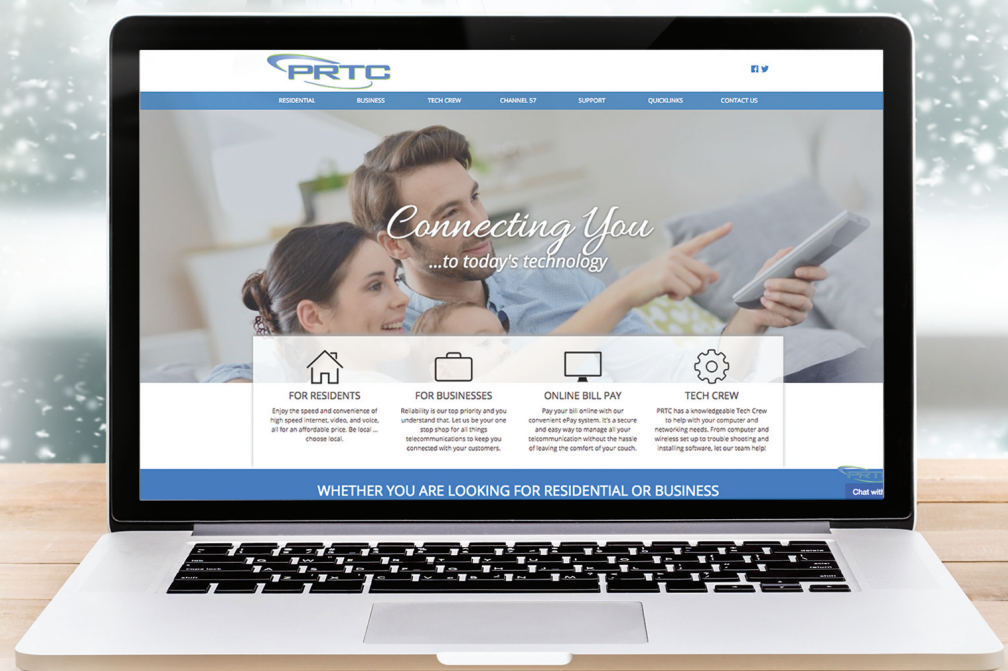 PRTC
RESIDENTIAL BUSINESS TECH CREW CHANNEL 57 SUPPORT QUICKLINKS CONTACT US
Connecting You
...to today's technology
FOR RESIDENTS
Enjoy the speed and convenience of
high speed internet, video, and voice,
all for an affordable price. Be local ...
choose local.
FOR BUSINESSES
Reliability is our top priority and you
understand that. Let us be your one
stop shop for all things
telecommunications to keep you
connected with your customers.
ONLINE BILL PAY
Pay your bill online with our
convenient ePay system. It's a secure
and easy way to manage all your
telecommunication without the hassle
of leaving the comfort of your couch.
TECH CREW
PRTC has a knowledgeable Tech Crew
to help with your computer and
networking needs. From computer and
wireless set up to trouble shooting and
installing software, let our team help!
WHETHER YOU ARE LOOKING FOR RESIDENTIAL OR BUSINESS
PRT
Chat with